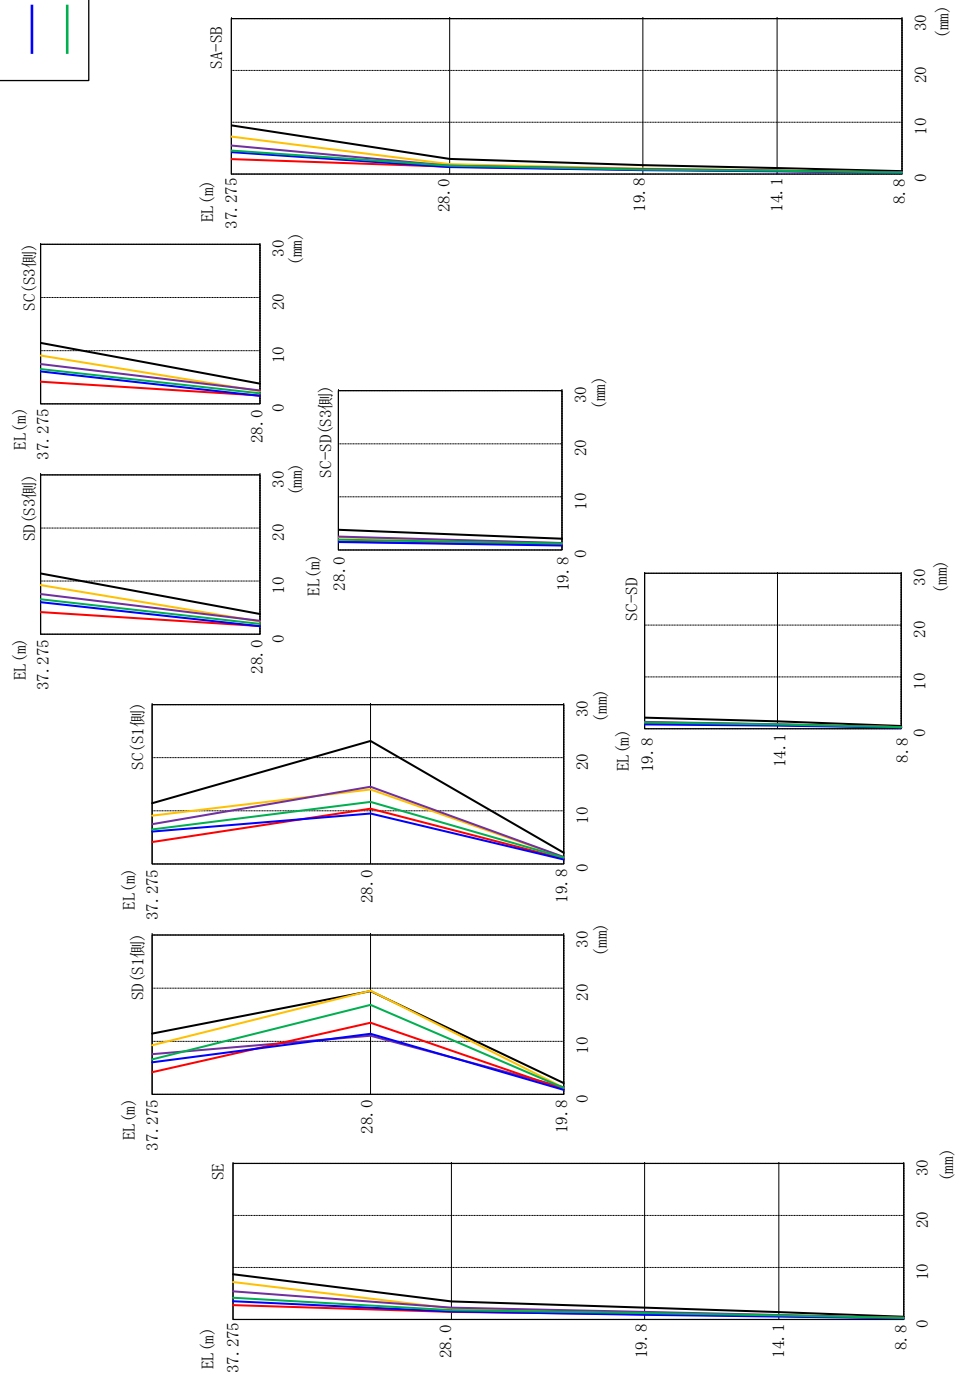 SE
EL(m)
37.275
28.0
19.8
14.1
8.8
0 10 20 30
(mm)
SD(S1側)
EL(m)
37.275
28.0
19.8
0 10 20 30
(mm)
SC(S1側)
EL(m)
37.275
28.0
19.8
0 10 20 30
(mm)
SD(S3側)
EL(m)
37.275
28.0
0 10 20 30
(mm)
SC(S3側)
EL(m)
37.275
28.0
0 10 20 30
(mm)
SC-SD(S3側)
EL(m)
28.0
19.8
0 10 20 30
(mm)
SC-SD
EL(m)
19.8
14.1
8.8
0 10 20 30
(mm)
SA-SB
EL(m)
37.275
28.0
19.8
14.1
8.8
0 10 20 30
(mm)